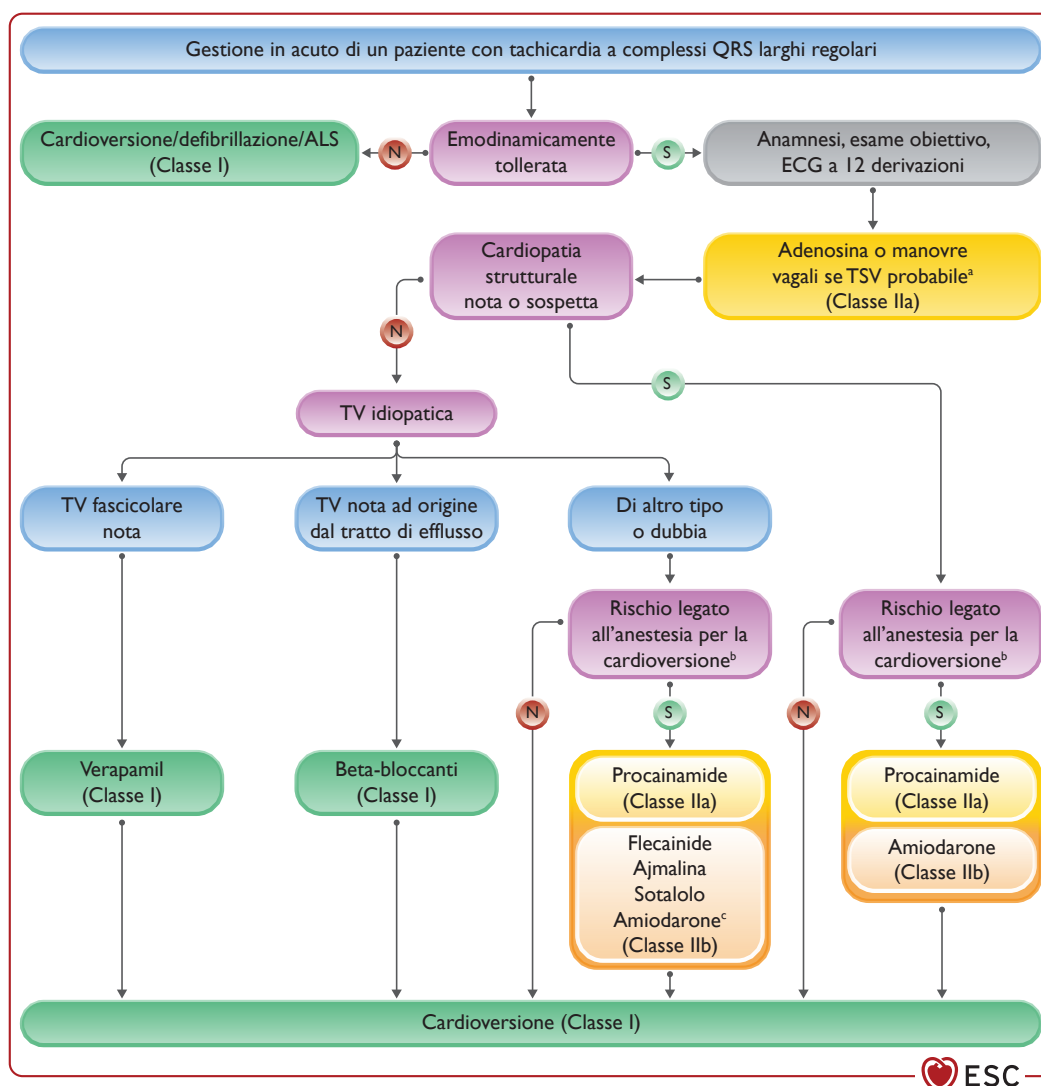 Gestione in acuto di un paziente con tachicardia a complessi QRS larghi regolari
Cardioversione/defibrillazione/ALS
(Classe I)
N
Emodinamicamente
tollerata
S
Anamnesi, esame obiettivo,
ECG a 12 derivazioni
Cardiopatia
strutturale
nota o sospetta
Adenosina o manovre
vagali se TSV probabileᵃ
(Classe IIa)
N
S
TV idiopatica
TV fascicolare
nota
TV nota ad origine
dal tratto di efflusso
Di altro tipo
o dubbia
Rischio legato
all'anestesia per la
cardioversioneᵇ
Rischio legato
all'anestesia per la
cardioversioneᵇ
N
S
N
S
Verapamil
(Classe I)
Beta-bloccanti
(Classe I)
Procainamide
(Classe IIa)
Flecainide
Ajmalina
Sotalolo
Amiodaroneᶜ
(Classe IIb)
Procainamide
(Classe IIa)
Amiodarone
(Classe IIb)
Cardioversione (Classe I)
ESC